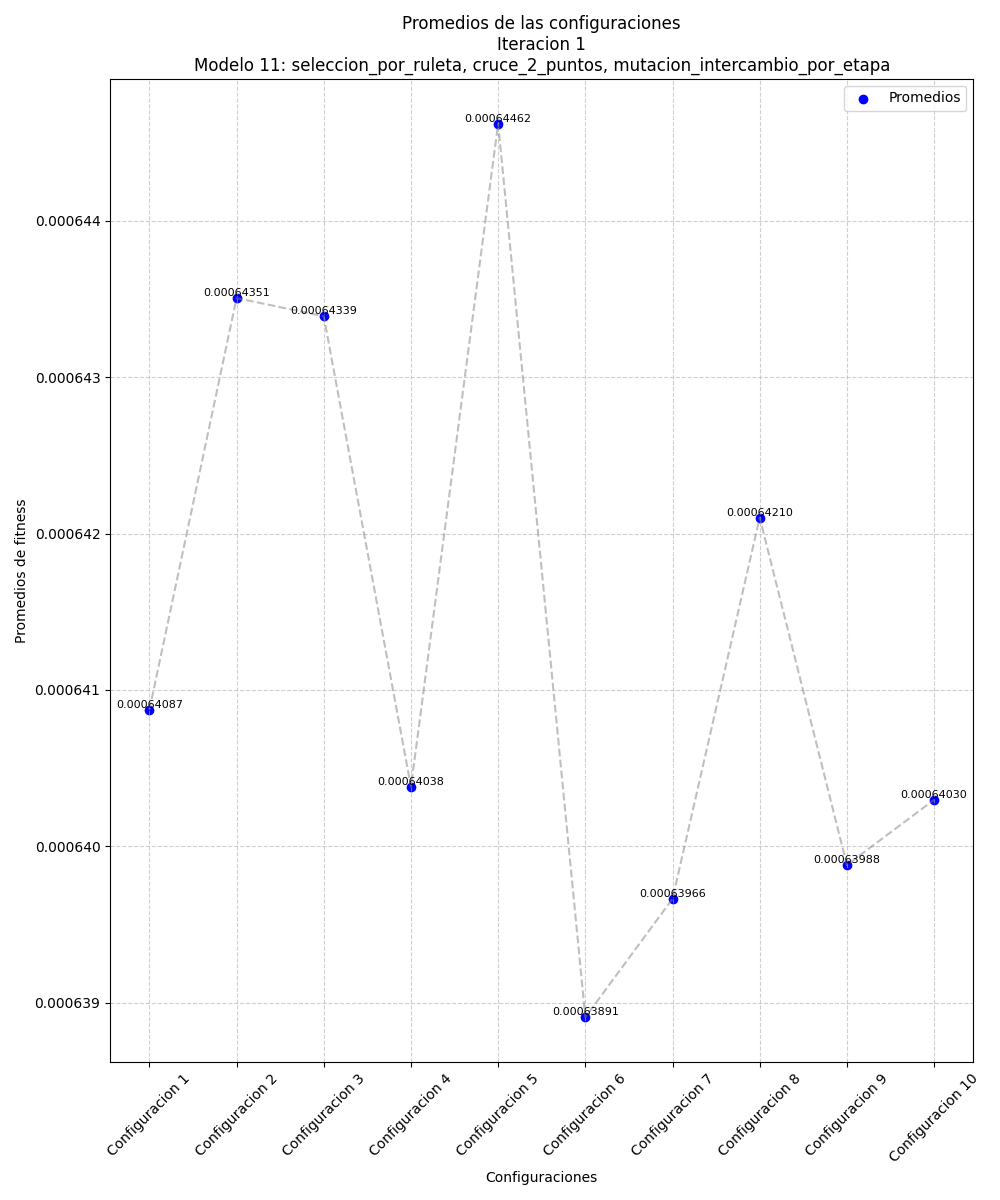 Promedios de las configuraciones
Iteracion 1
Modelo 11: seleccion_por_ruleta, cruce_2_puntos, mutacion_intercambio_por_etapa
Promedios
0.00064462
0.000644
0.00064351
0.00064339
0.000643
0.00064210
0.000642
Promedios de fitness
0.000641
0.00064087
0.00064038
0.00064030
0.000640
0.00063988
0.00063966
0.000639
0.00063891
Configuracion 1
Configuracion 2
Configuracion 3
Configuracion 4
Configuracion 5
Configuracion 6
Configuracion 7
Configuracion 8
Configuracion 9
Configuracion 10
Configuraciones